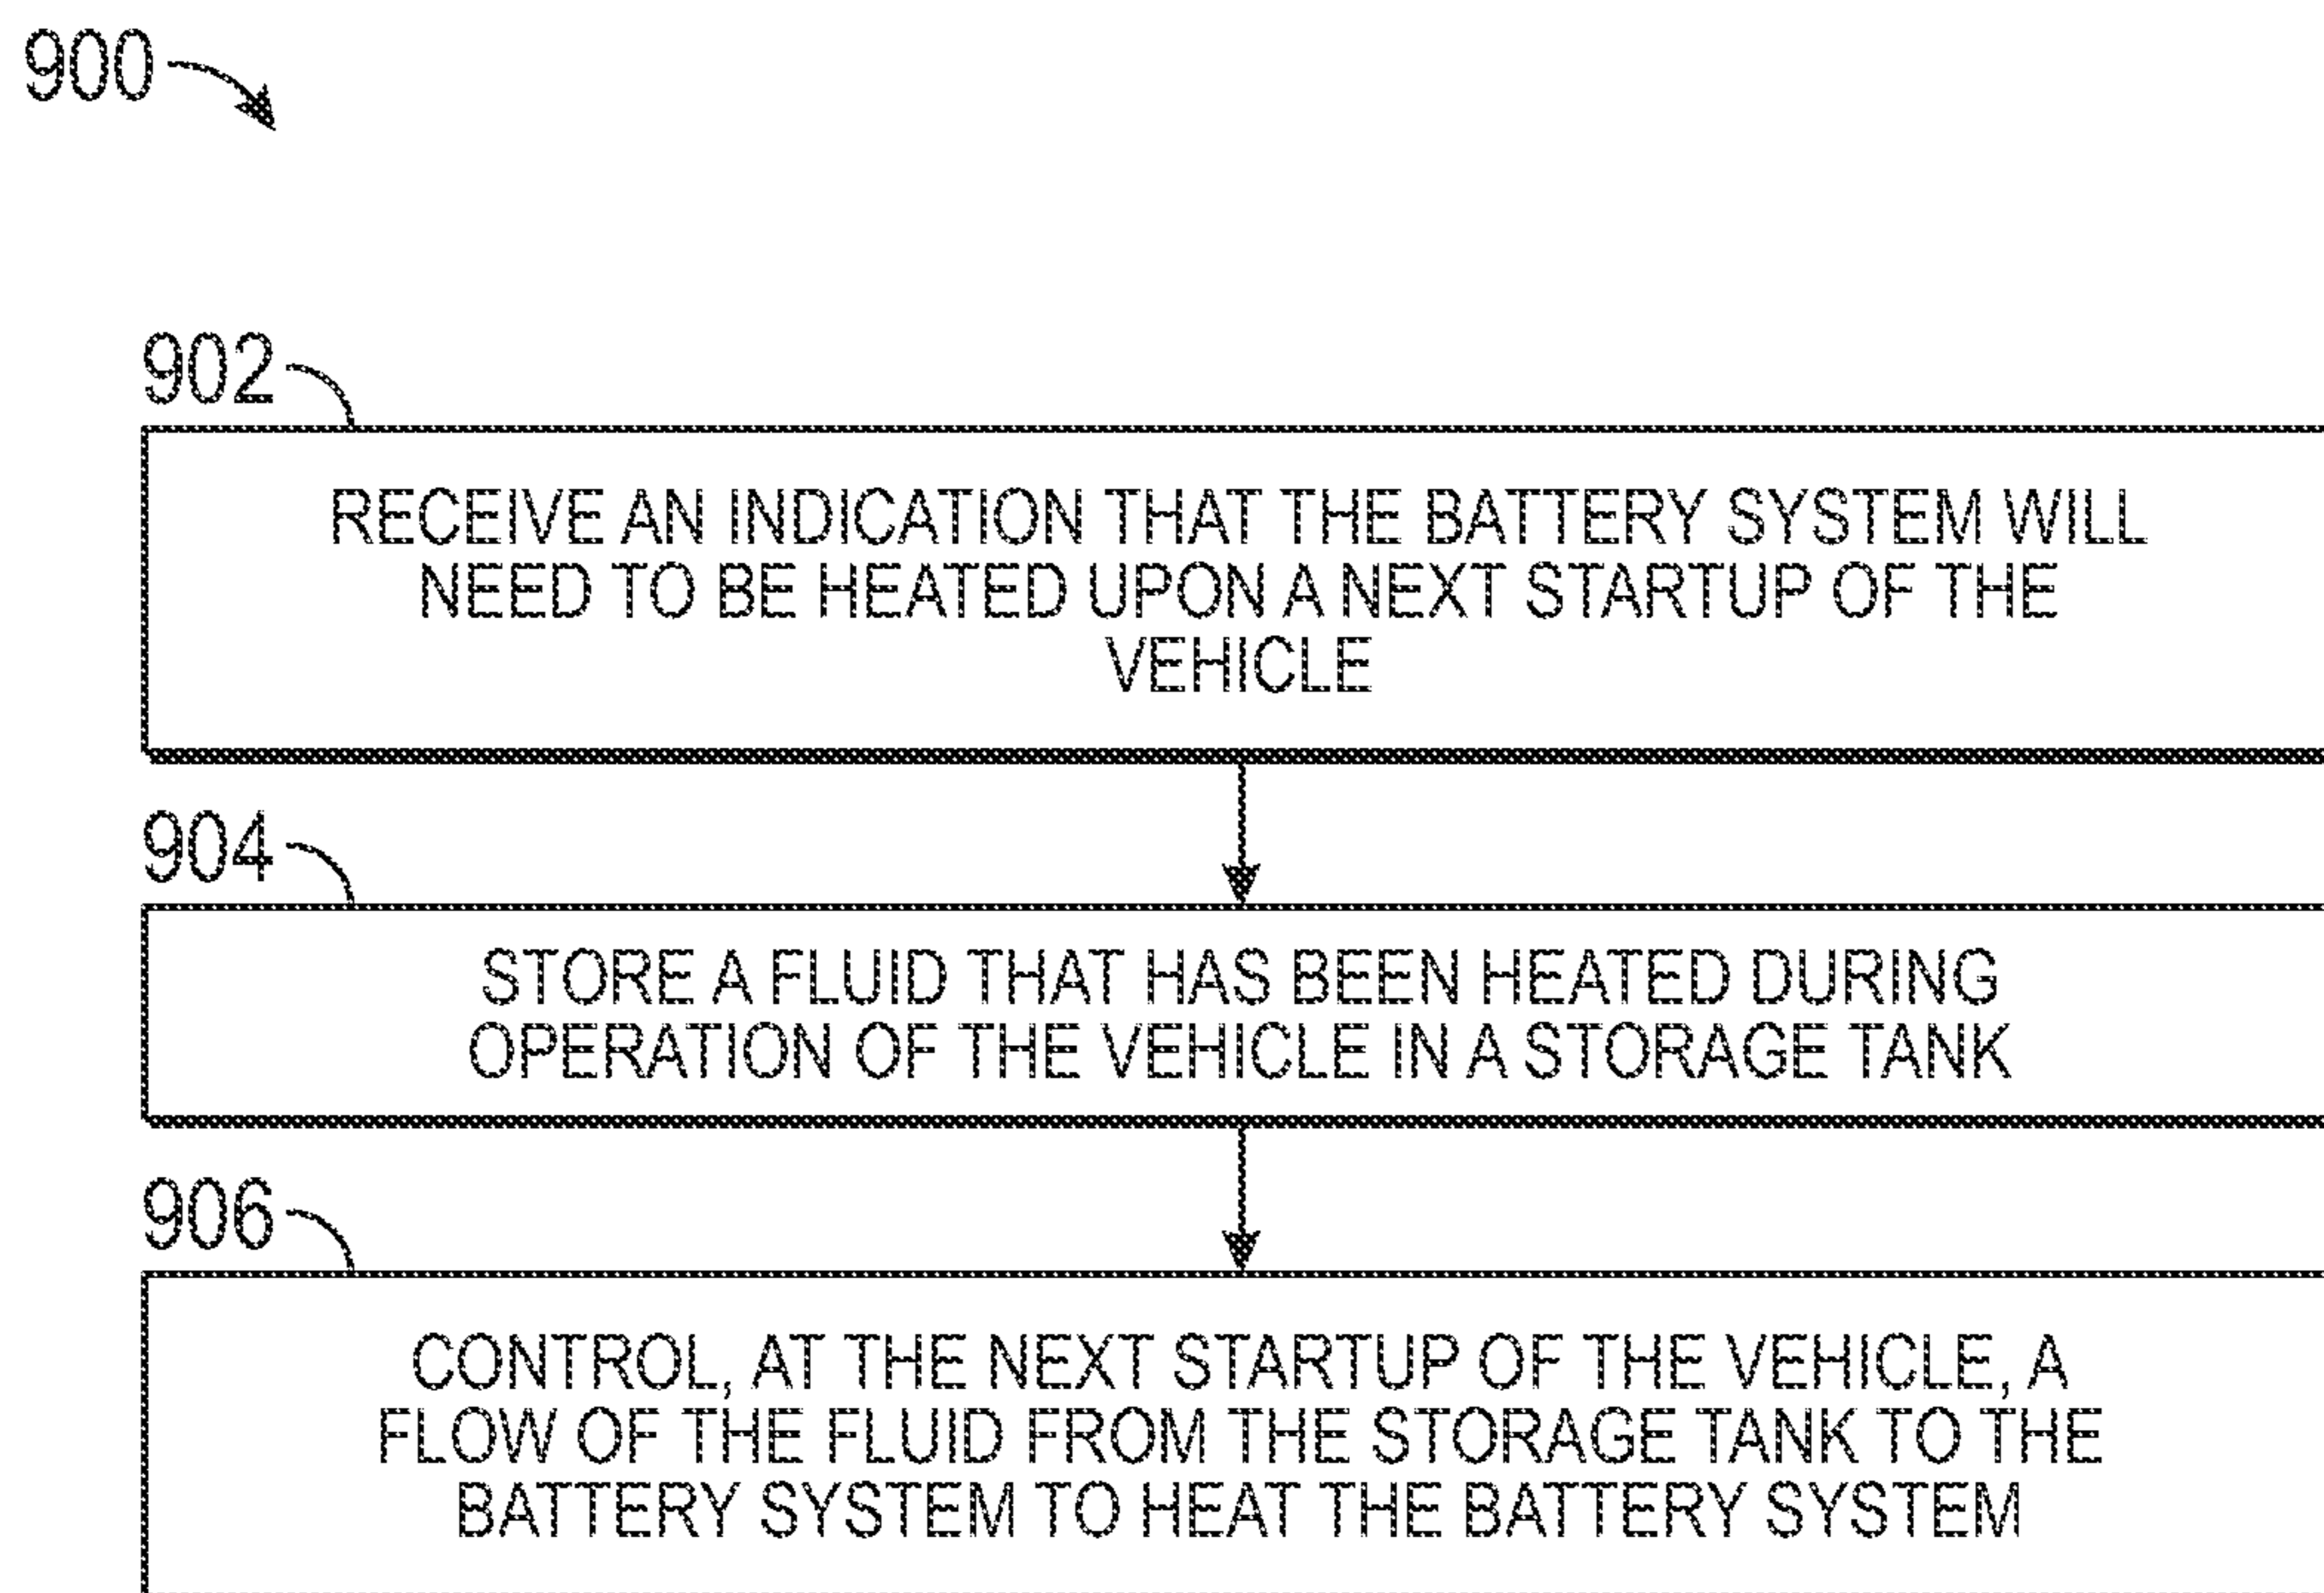 900
902
RECEIVE AN INDICATION THAT THE BATTERY SYSTEM WILL
NEED TO BE HEATED UPON A NEXT STARTUP OF THE
VEHICLE
904
STORE A FLUID THAT HAS BEEN HEATED DURING
OPERATION OF THE VEHICLE IN A STORAGE TANK
906
CONTROL, AT THE NEXT STARTUP OF THE VEHICLE, A
FLOW OF THE FLUID FROM THE STORAGE TANK TO THE
BATTERY SYSTEM TO HEAT THE BATTERY SYSTEM